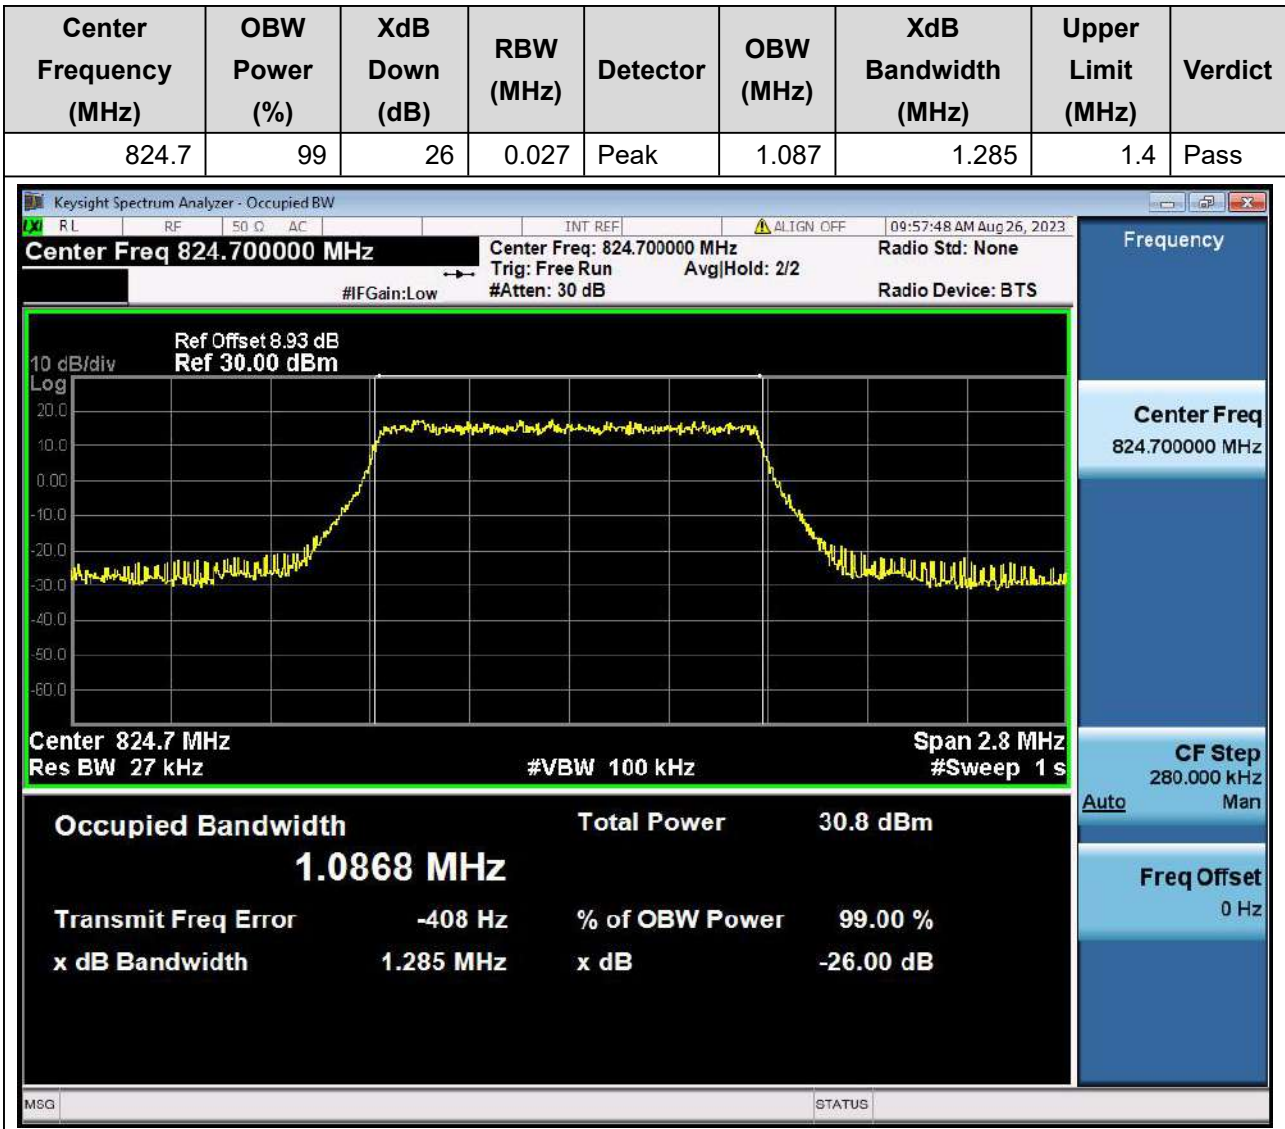 Center Frequency (MHz) OBW Power (%) XdB Down (dB) RBW (MHz) Detector OBW (MHz) XdB Bandwidth (MHz) Upper Limit (MHz) Verdict
824.7 99 26 0.027 Peak 1.087 1.285 1.4 Pass
Keysight Spectrum Analyzer - Occupied BW
LXI RL RF 50 Ω AC INT REF ALIGN OFF 09:57:48 AM Aug 26, 2023
Center Freq 824.700000 MHz
Center Freq: 824.700000 MHz Radio Std: None
Trig: Free Run Avg|Hold: 2/2
#IFGain:Low #Atten: 30 dB Radio Device: BTS
Frequency
Ref Offset 8.93 dB
10 dB/div Ref 30.00 dBm
Log
20.0
10.0
0.00
-10.0
-20.0
-30.0
-40.0
-50.0
-60.0
Center 824.7 MHz Span 2.8 MHz
Res BW 27 kHz #VBW 100 kHz #Sweep 1 s
Occupied Bandwidth Total Power 30.8 dBm
1.0868 MHz
Transmit Freq Error -408 Hz % of OBW Power 99.00 %
x dB Bandwidth 1.285 MHz x dB -26.00 dB
Center Freq
824.700000 MHz
CF Step
280.000 kHz
Auto Man
Freq Offset
0 Hz
MSG STATUS